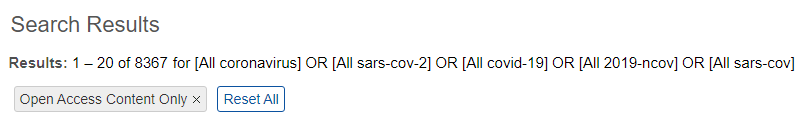 Search Results
Results: 1 – 20 of 8367 for [All coronavirus] OR [All sars-cov-2] OR [All covid-19] OR [All 2019-ncov] OR [All sars-cov]
Open Access Content Only × Reset All